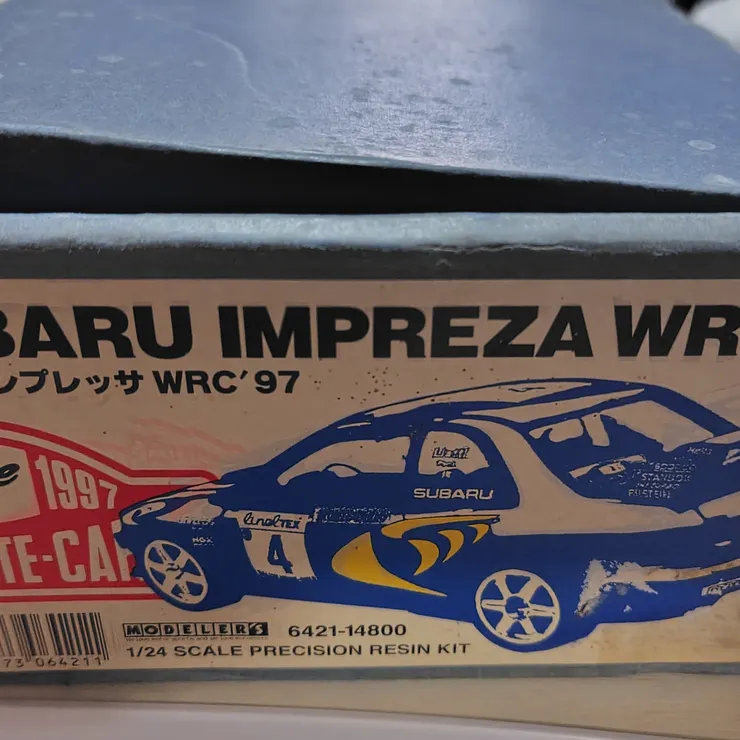 BARU IMPREZA WR
ンプレッサ WRC'97
1997
TE-CAR
SUBARU
4
MODELER'S
6421-14800
1/24 SCALE PRECISION RESIN KIT
73 064211